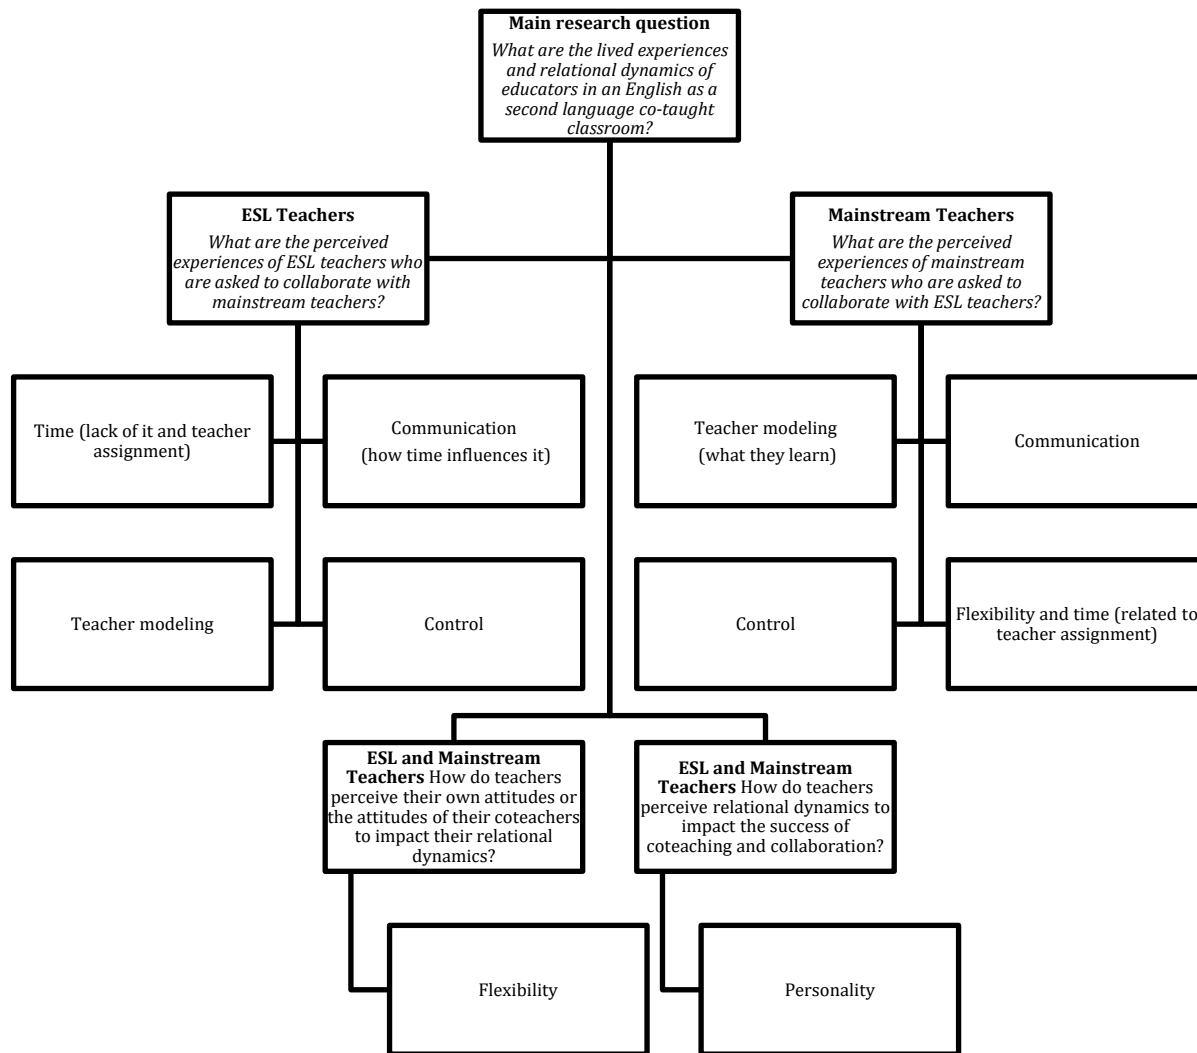 Main research question
What are the lived experiences
and relational dynamics of
educators in an English as a
second language co-taught
classroom?
ESL Teachers
What are the perceived
experiences of ESL teachers who
are asked to collaborate with
mainstream teachers?
Mainstream Teachers
What are the perceived
experiences of mainstream
teachers who are asked to
collaborate with ESL teachers?
Time (lack of it and teacher
assignment)
Communication
(how time influences it)
Teacher modeling
(what they learn)
Communication
Teacher modeling
Control
Control
Flexibility and time (related to
teacher assignment)
ESL and Mainstream
Teachers How do teachers
perceive their own attitudes or
the attitudes of their coteachers
to impact their relational
dynamics?
ESL and Mainstream
Teachers How do teachers
perceive relational dynamics to
impact the success of
coteaching and collaboration?
Flexibility
Personality